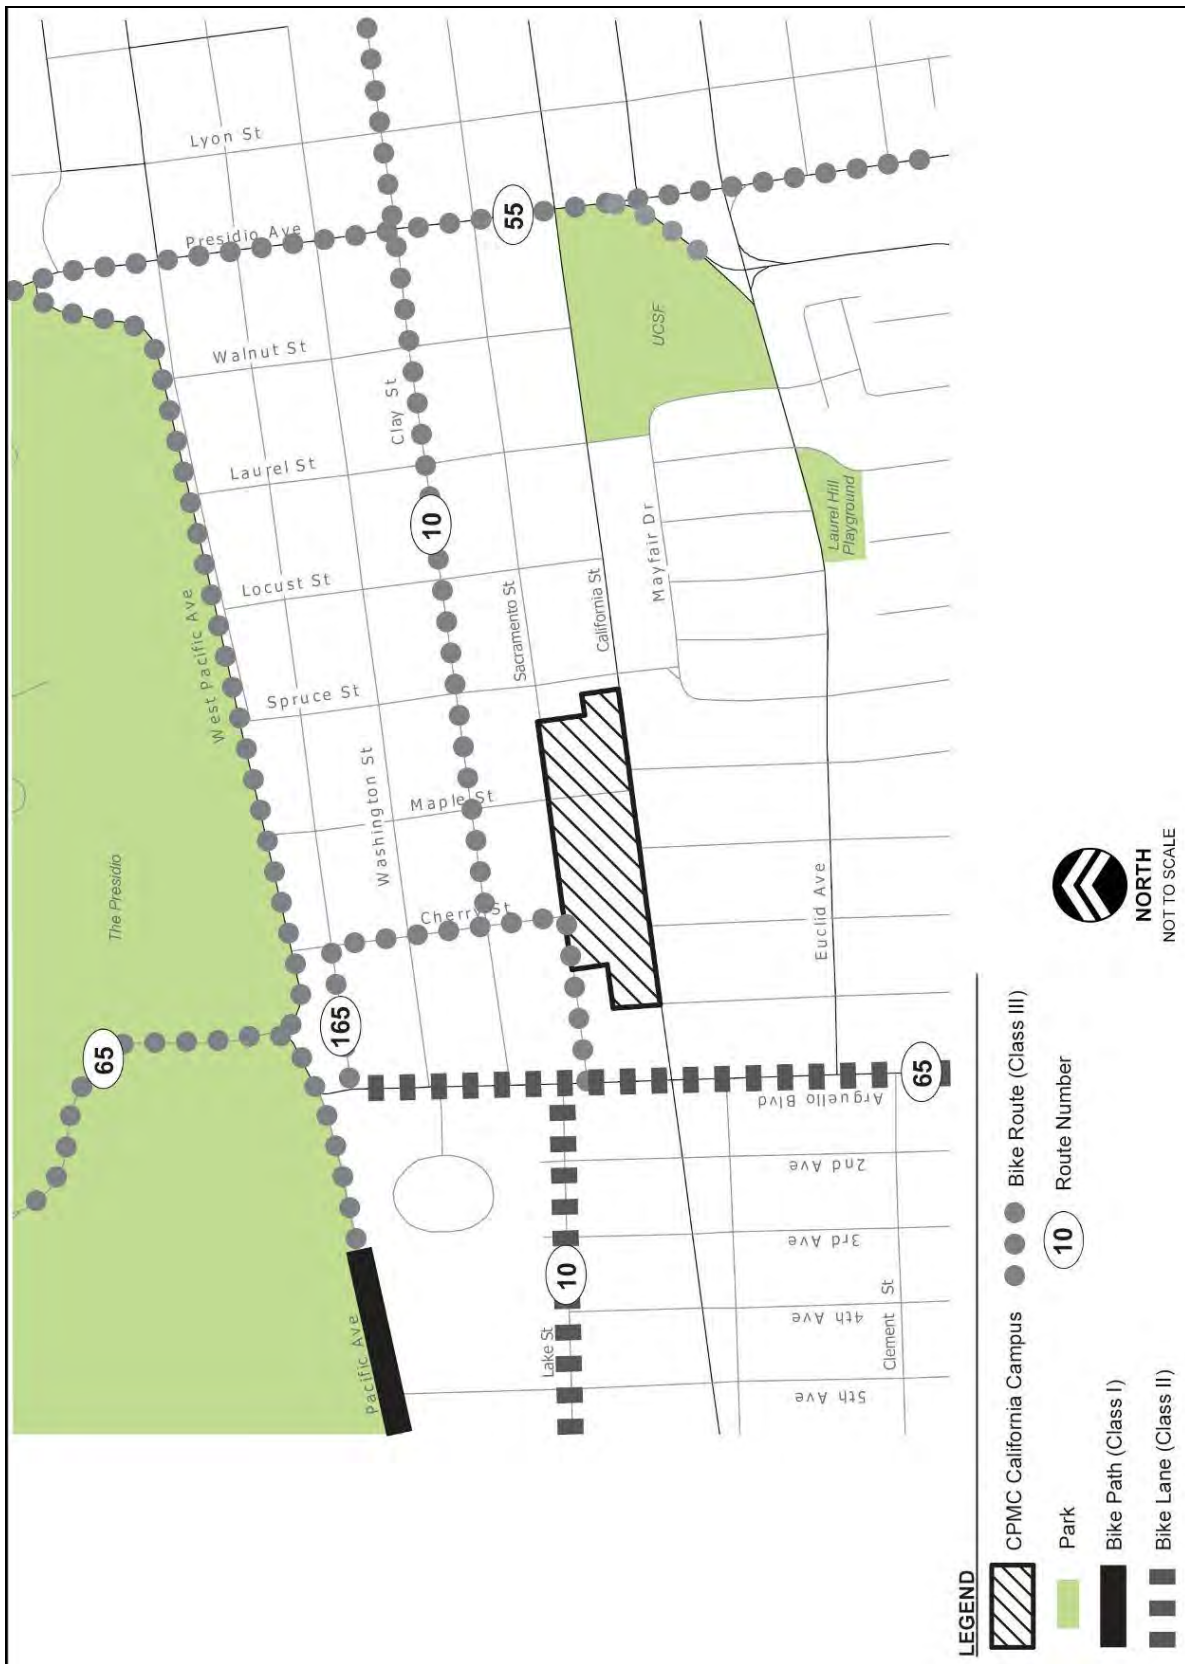 Lyon St
Presidio Ave
55
Walnut St
Clay St
UCSF
Laurel St
10
Laurel Hill
Playground
Locust St
Mayfair Dr
Sacramento St
California St
West Pacific Ave
Spruce St
Washington St
Maple St
The Presidio
Cherry St
Euclid Ave
65
165
65
Arguello Blvd
2nd Ave
3rd Ave
10
4th Ave
Clement St
Lake St
Pacific Ave
5th Ave
NORTH
NOT TO SCALE
LEGEND
CPMC California Campus
Park
Bike Path (Class I)
Bike Lane (Class II)
Bike Route (Class III)
10
Route Number